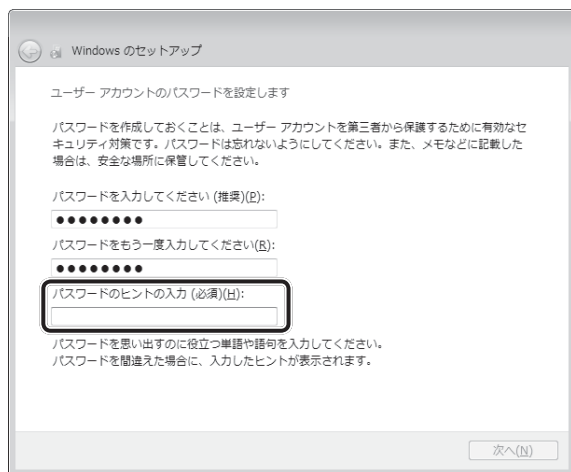 Windows のセットアップ
ユーザー アカウントのパスワードを設定します
パスワードを作成しておくことは、ユーザー アカウントを第三者から保護するために有効なセ
キュリティ対策です。パスワードは忘れないようにしてください。また、メモなどに記載した
場合は、安全な場所に保管してください。
パスワードを入力してください (推奨)(P):
●●●●●●●●
パスワードをもう一度入力してください(R):
●●●●●●●●
パスワードのヒントの入力 (必須)(H):
パスワードを思い出すのに役立つ単語や語句を入力してください。
パスワードを間違えた場合に、入力したヒントが表示されます。
次へ(N)